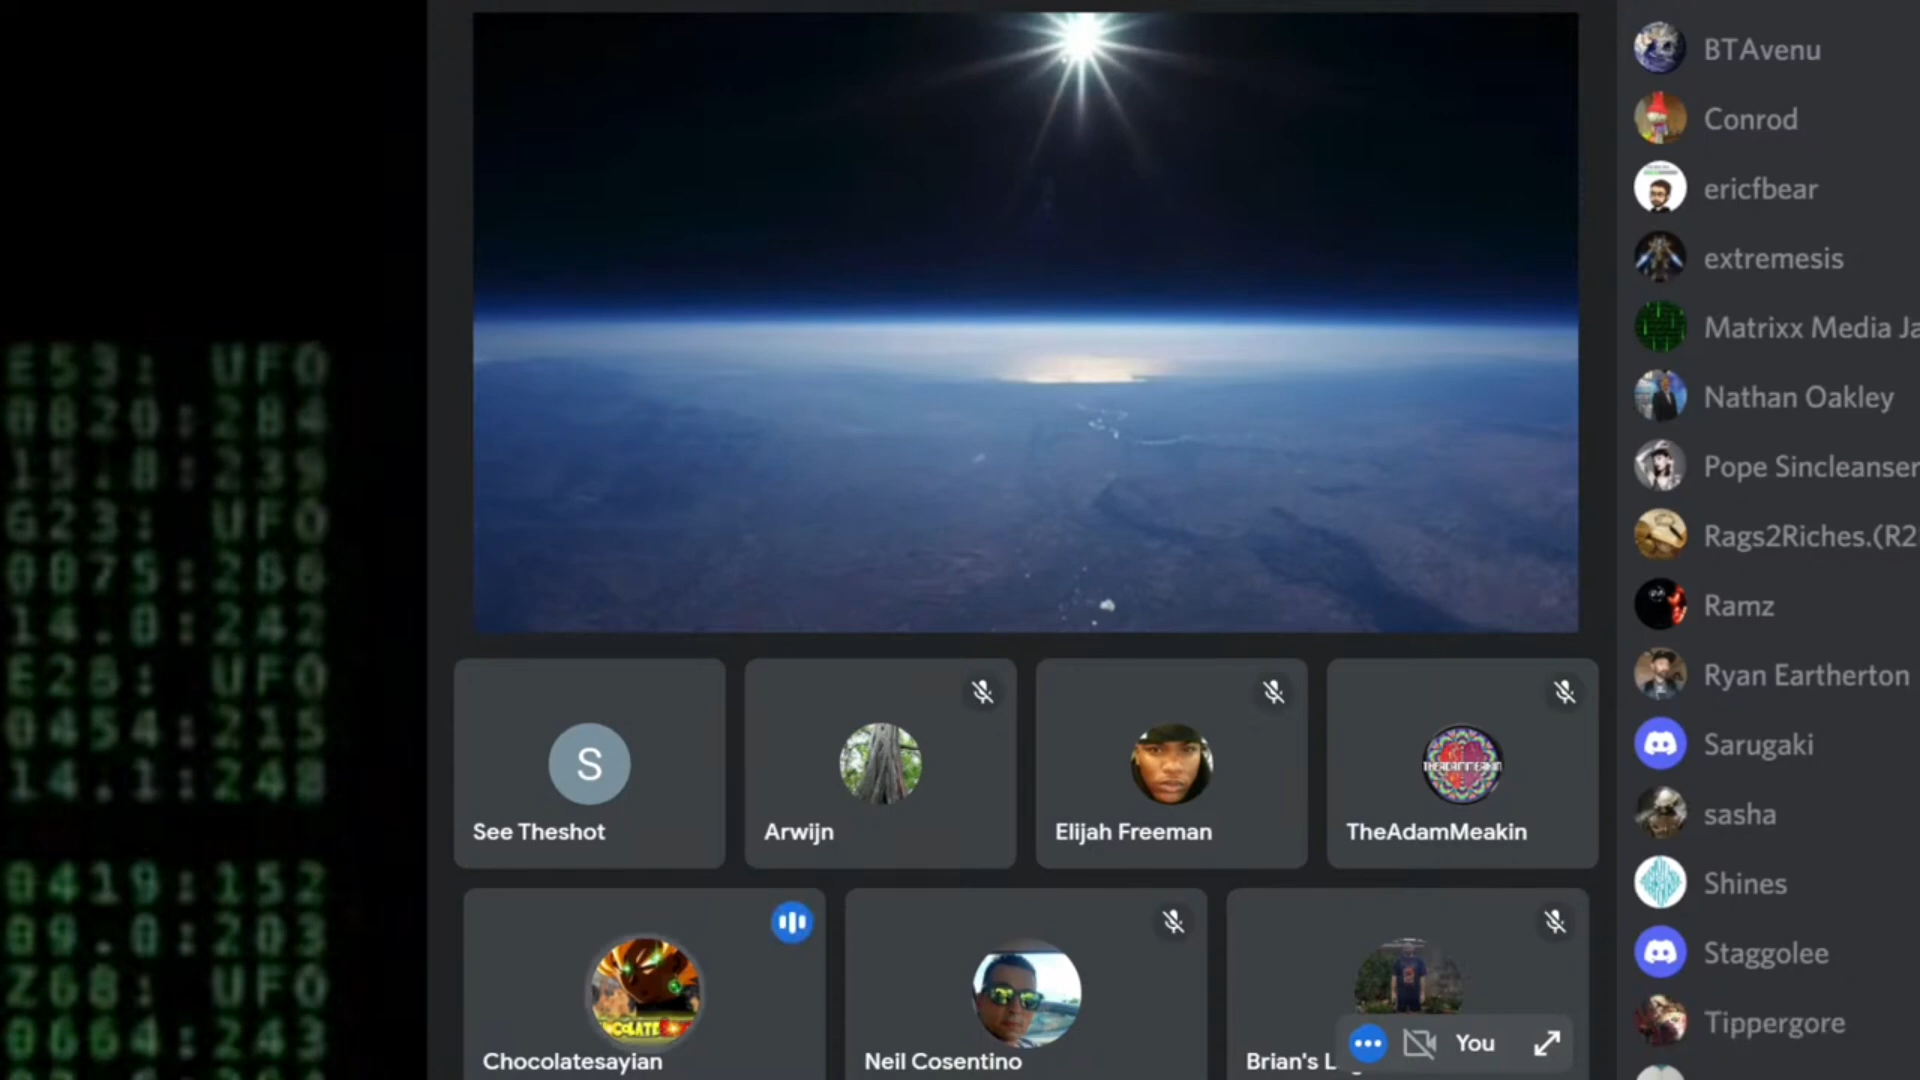 E53: UFO
0820:284
15.8:239
G23: UFO
0875:286
14.0:242
E28: UFO
0454:215
14.1:248
0419:152
09.0:203
Z68: UFO
0664:243
S
See Theshot
Arwijn
Elijah Freeman
THEADAMMEAKIN
TheAdamMeakin
Chocolatesayian
Neil Cosentino
Brian's L
You
BTAvenu
Conrod
ericfbear
extremesis
Matrixx Media Ja
Nathan Oakley
Pope Sincleanser
Rags2Riches.(R2
Ramz
Ryan Eartherton
Sarugaki
sasha
Shines
Staggolee
Tippergore